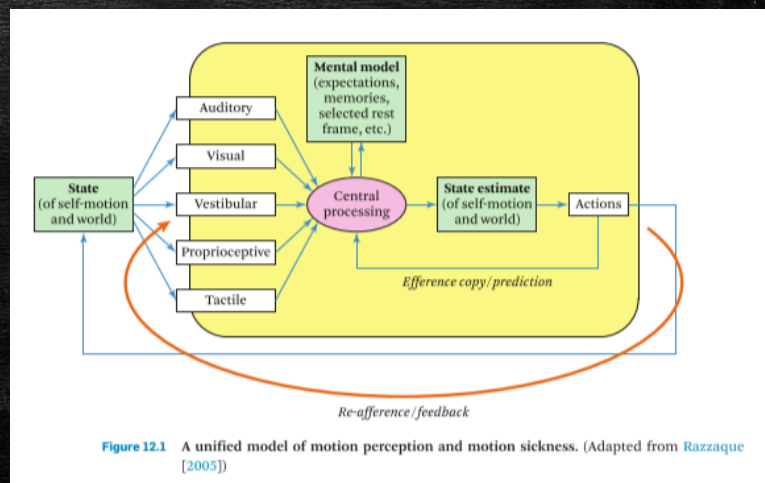 Mental model
(expectations,
memories,
selected rest
frame, etc.)
Auditory
Visual
State
(of self-motion
and world)
Vestibular
Central
processing
State estimate
(of self-motion
and world)
Actions
Proprioceptive
Efference copy/prediction
Tactile
Re-afference/feedback
Figure 12.1 A unified model of motion perception and motion sickness. (Adapted from Razzaque
[2005])